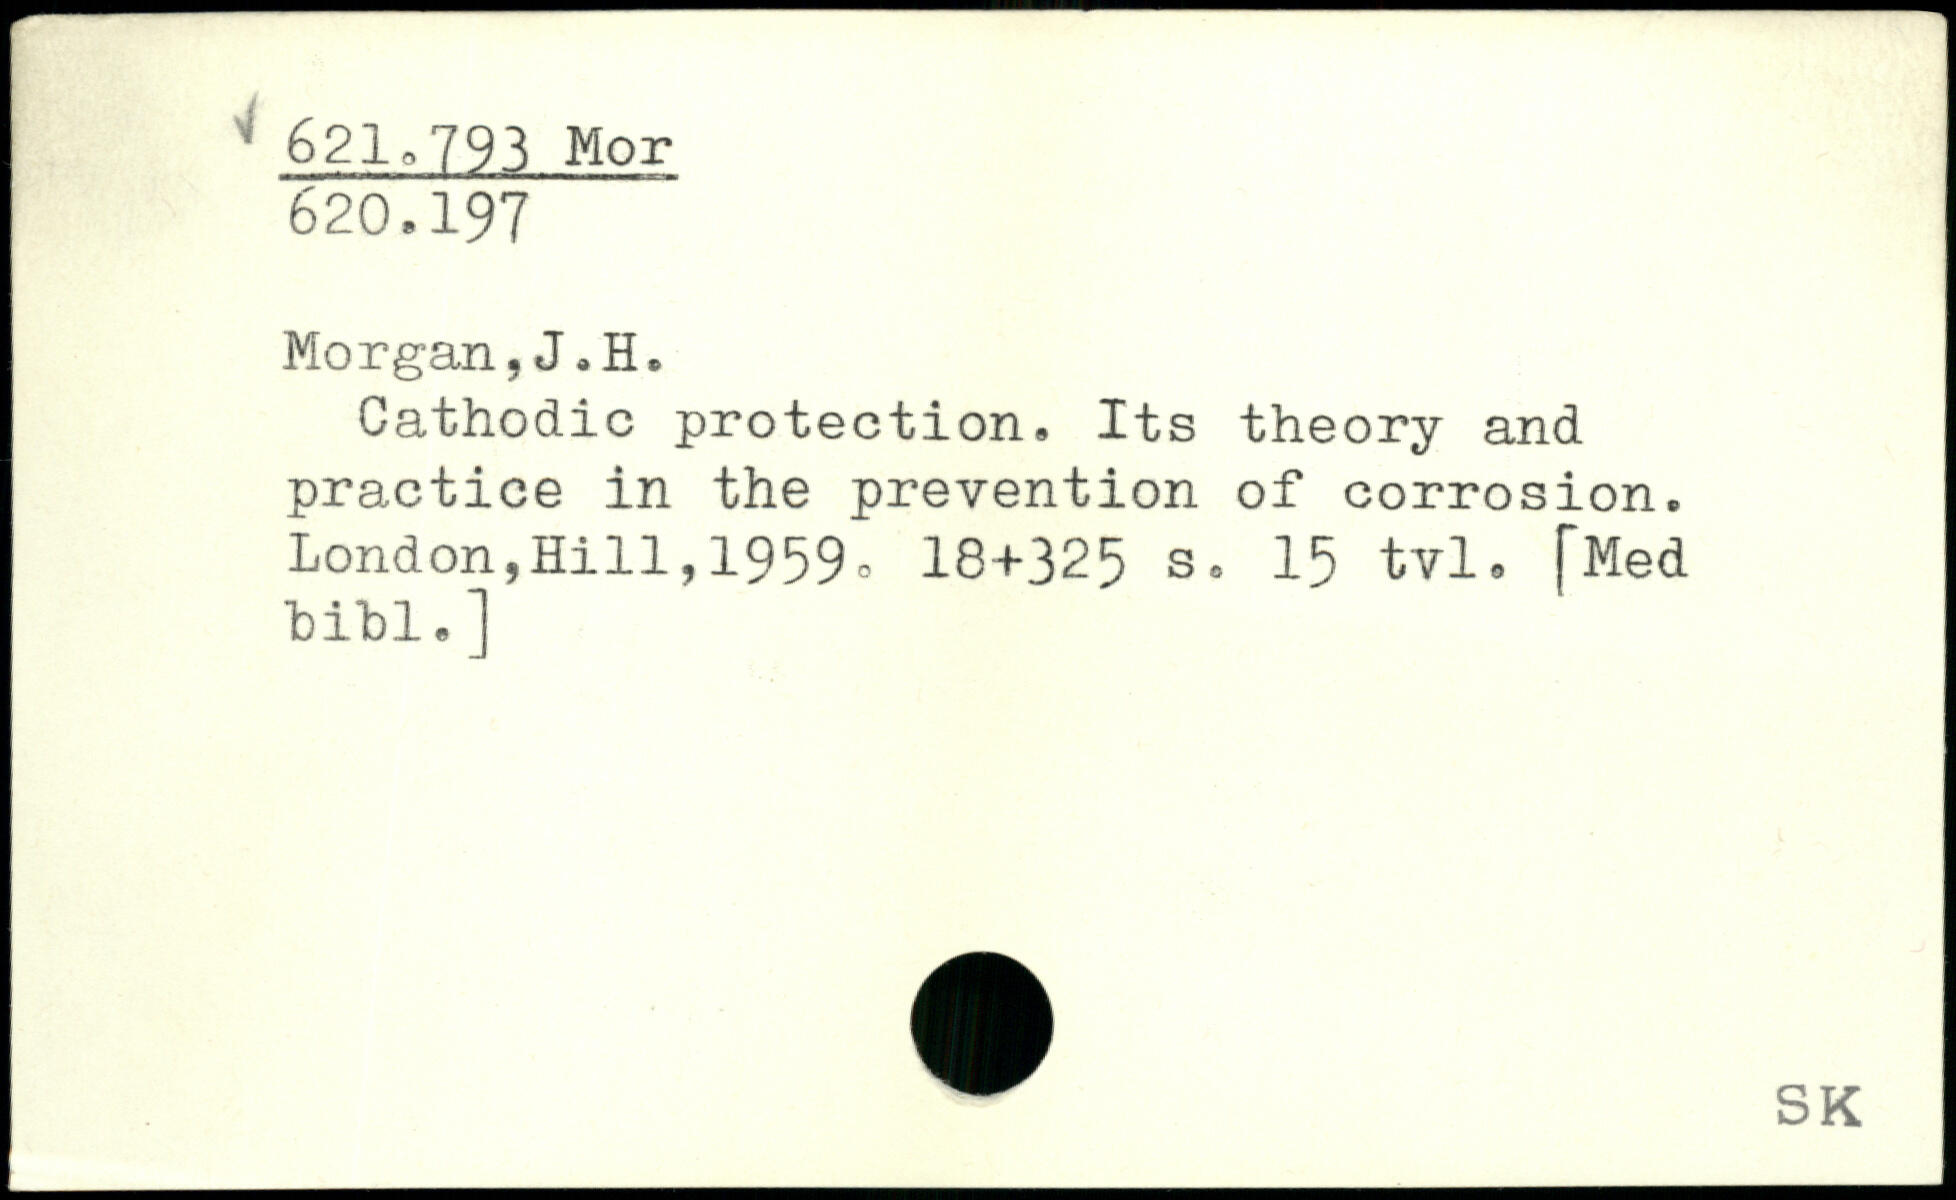 ✓ 621.793 Mor
620.197
Morgan,J.H.
Cathodic protection. Its theory and
practice in the prevention of corrosion.
London,Hill,1959. 18+325 s. 15 tvl. [Med
bibl.]
SK